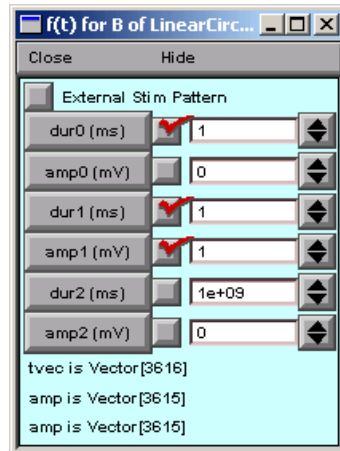 f(t) for B of LinearCirc...
Close Hide
External Stim Pattern
dur0 (ms) 1
amp0 (mV) 0
dur1 (ms) 1
amp1 (mV) 1
dur2 (ms) 1e+09
amp2 (mV) 0
tvec is Vector[3616]
amp is Vector[3615]
amp is Vector[3615]